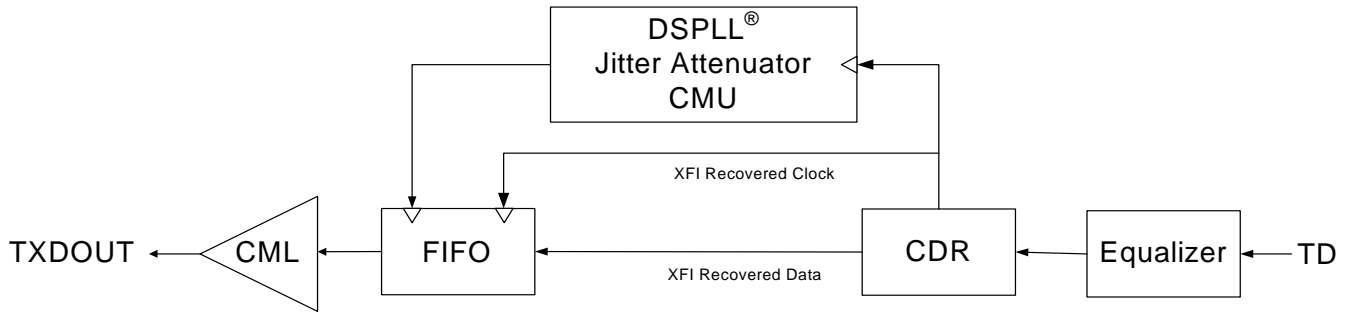 DSPLL®
Jitter Attenuator
CMU
XFI Recovered Clock
TXDOUT
CML
FIFO
CDR
Equalizer
TD
XFI Recovered Data